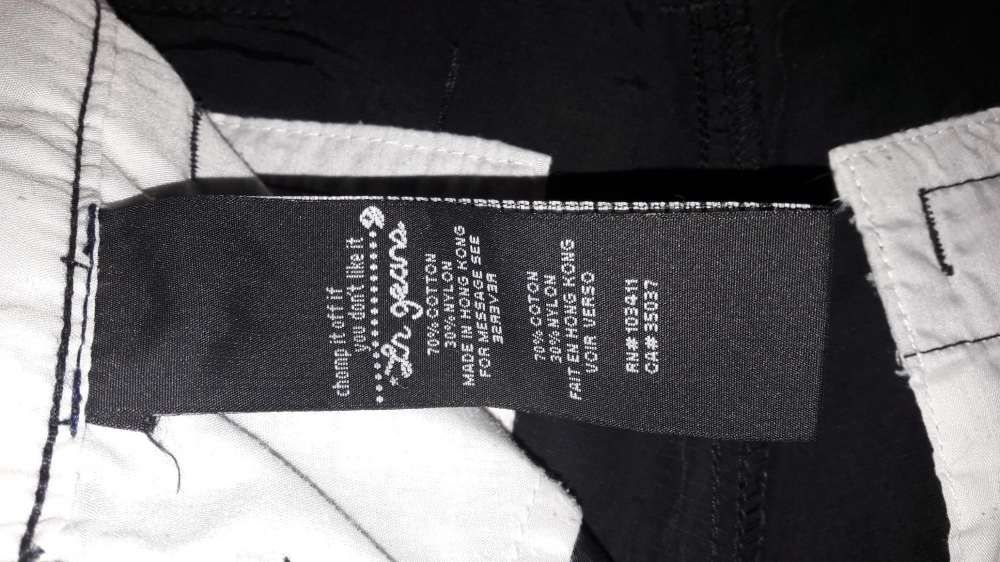 chomp it off if
you don't like it
Jr. jeans
70% COTTON
30% NYLON
MADE IN HONG KONG
FOR MESSAGE SEE
REVERSE
70% COTON
30% NYLON
FAIT EN HONG KONG
VOIR VERSO
RN# 103411
CA# 35037